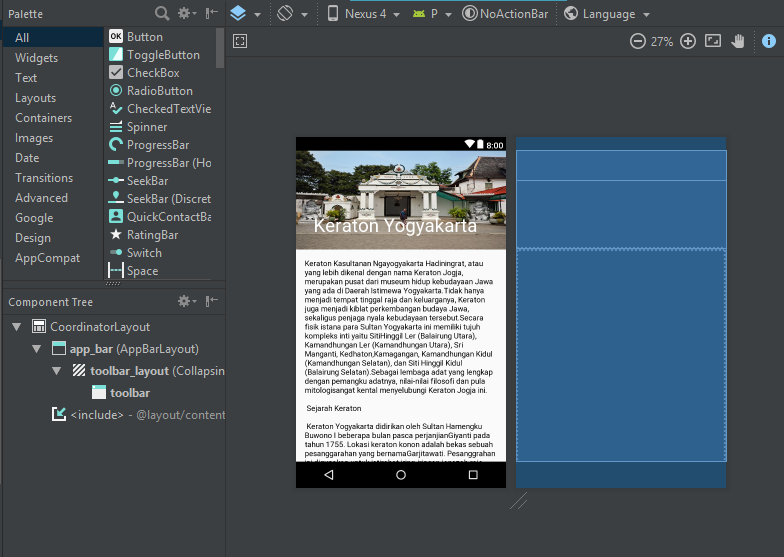 Palette
Nexus 4
P
NoActionBar
Language
27%
All
Widgets
Text
Layouts
Containers
Images
Date
Transitions
Advanced
Google
Design
AppCompat
OK Button
ToggleButton
CheckBox
RadioButton
CheckedTextVie
Spinner
ProgressBar
ProgressBar (Ho
SeekBar
SeekBar (Discret
QuickContactBa
RatingBar
Switch
Space
Component Tree
CoordinatorLayout
app_bar (AppBarLayout)
toolbar_layout (Collapsin
toolbar
<include> - @layout/content
8:00
Keraton Yogyakarta
Keraton Kasultanan Ngayogyakarta Hadiningrat, atau
yang lebih dikenal dengan nama Keraton Jogja,
merupakan pusat dari museum hidup kebudayaan Jawa
yang ada di Daerah Istimewa Yogyakarta.Tidak hanya
menjadi tempat tinggal raja dan keluarganya, Keraton
juga menjadi kiblat perkembangan budaya Jawa,
sekaligus penjaga nyala kebudayaan tersebut.Secara
fisik istana para Sultan Yogyakarta ini memiliki tujuh
kompleks inti yaitu SitiHinggil Ler (Balairung Utara),
Kamandhungan Ler (Kamandhungan Utara), Sri
Manganti, Kedhaton,Kamagangan, Kamandhungan Kidul
(Kamandhungan Selatan), dan Siti Hinggil Kidul
(Balairung Selatan).Sebagai lembaga adat yang lengkap
dengan pemangku adatnya, nilai-nilai filosofi dan pula
mitologisangat kental menyelubungi Keraton Jogja ini.
Sejarah Keraton
Keraton Yogyakarta didirikan oleh Sultan Hamengku
Buwono I beberapa bulan pasca perjanjianGiyanti pada
tahun 1755. Lokasi keraton konon adalah bekas sebuah
pesanggarahan yang bernamaGarjitawati. Pesanggrahan